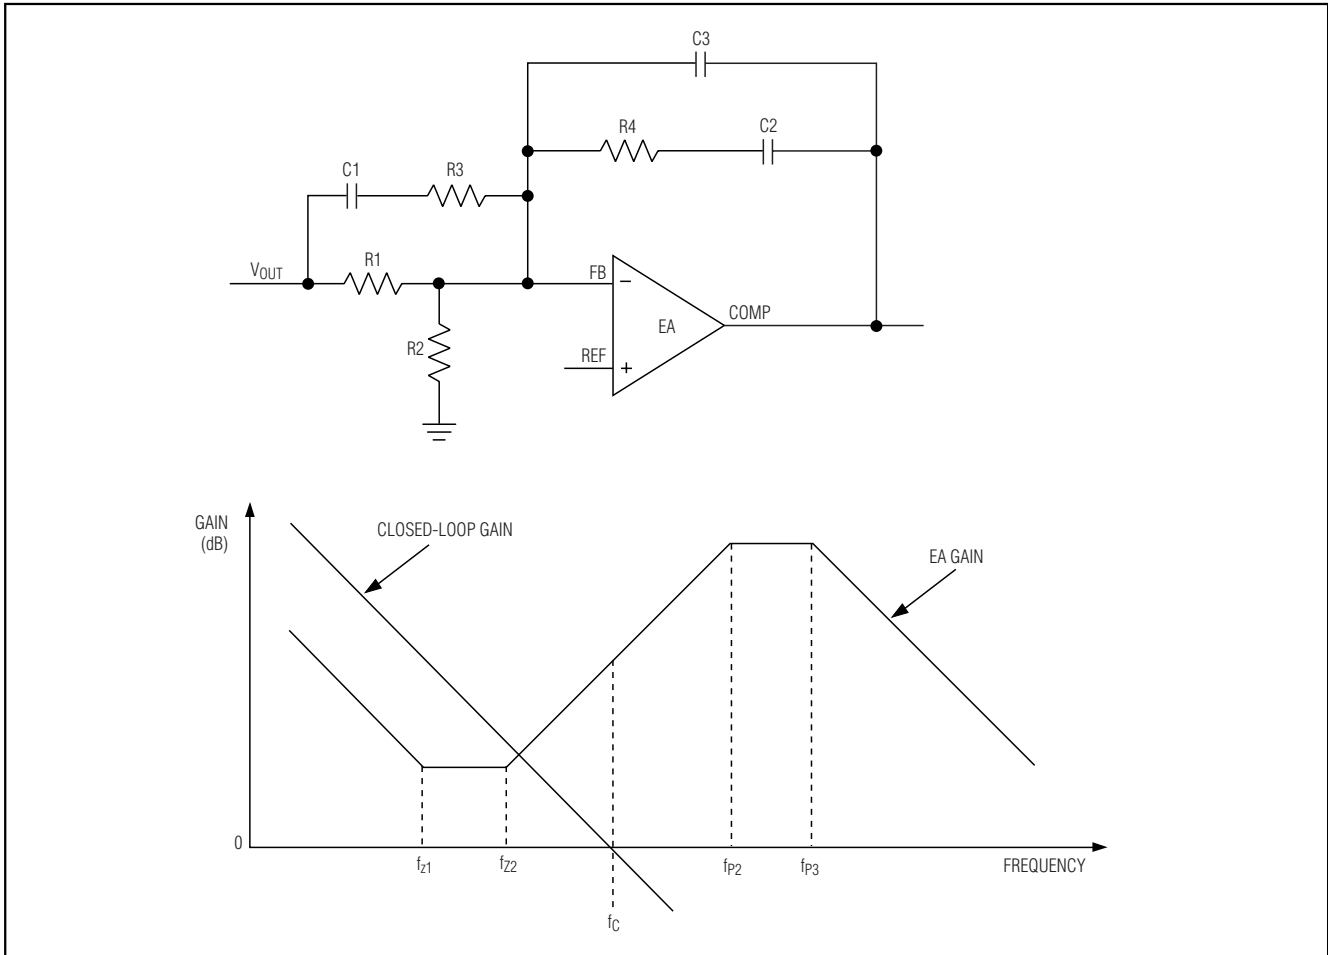 C3
R4
C2
C1
R3
VOUT
R1
FB
−
EA
COMP
R2
REF
+
GAIN
(dB)
CLOSED-LOOP GAIN
EA GAIN
0
fz1
fZ2
fC
fP2
fP3
FREQUENCY